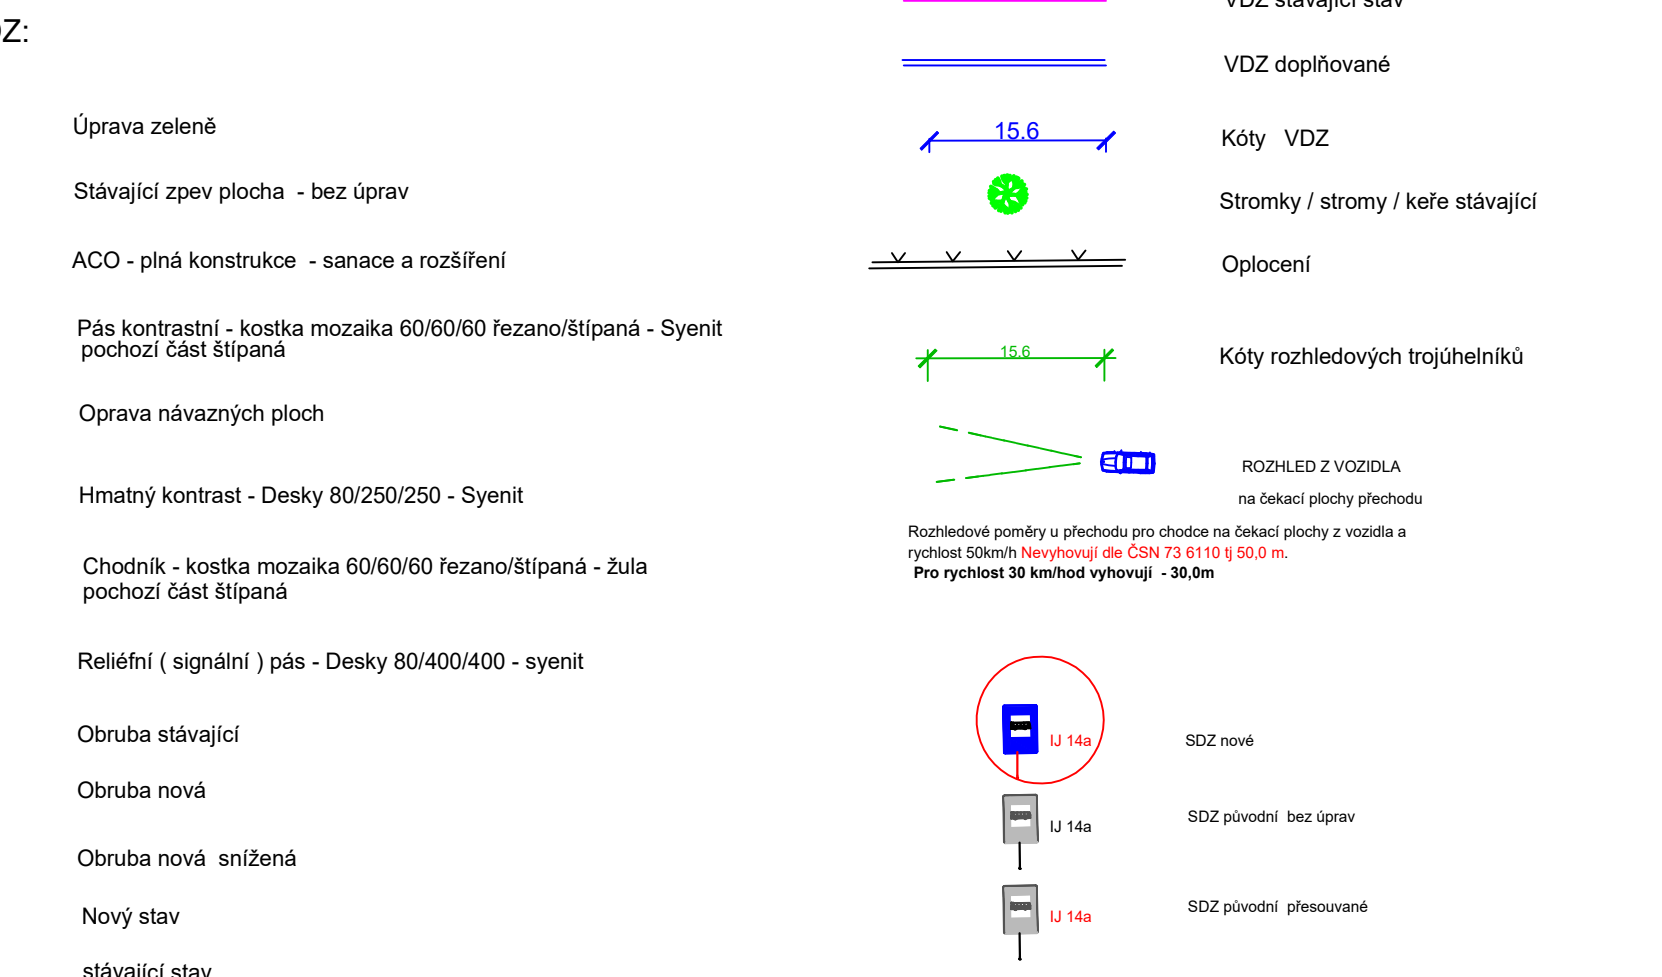 Z:
Úprava zeleně
Stávající zpev plocha - bez úprav
ACO - plná konstrukce - sanace a rozšíření
Pás kontrastní - kostka mozaika 60/60/60 řezano/štípaná - Syenit
pochozí část štípaná
Oprava návazných ploch
Hmatný kontrast - Desky 80/250/250 - Syenit
Chodník - kostka mozaika 60/60/60 řezano/štípaná - žula
pochozí část štípaná
Reliéfní ( signální ) pás - Desky 80/400/400 - syenit
Obruba stávající
Obruba nová
Obruba nová snížená
Nový stav
stávající stav
VDZ stávající stav
VDZ doplňované
15.6
Kóty VDZ
Stromky / stromy / keře stávající
Oplocení
15.6
Kóty rozhledových trojúhelníků
ROZHLED Z VOZIDLA
na čekací plochy přechodu
Rozhledové poměry u přechodu pro chodce na čekací plochy z vozidla a
rychlost 50km/h Nevyhovují dle ČSN 73 6110 tj 50,0 m.
Pro rychlost 30 km/hod vyhovují - 30,0m
IJ 14a
SDZ nové
IJ 14a
SDZ původní bez úprav
IJ 14a
SDZ původní přesouvané